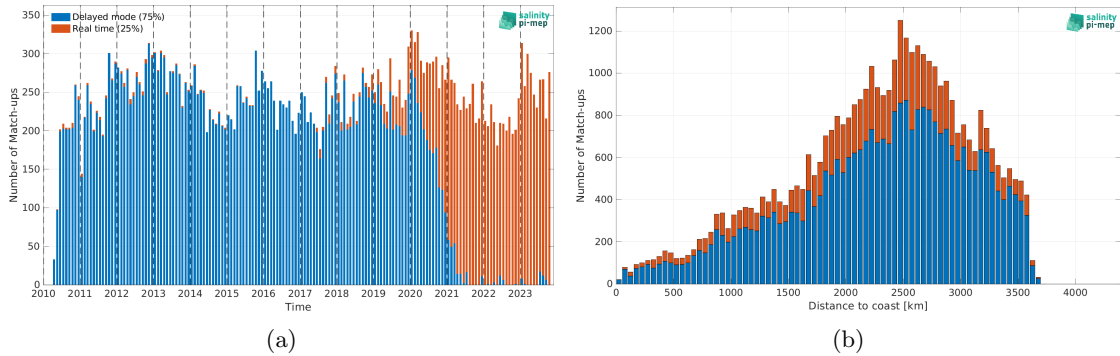 Delayed mode (75%)
Real time (25%)
salinity
pi-mep
Number of Match-ups
350
300
250
200
150
100
50
0
2010 2011 2012 2013 2014 2015 2016 2017 2018 2019 2020 2021 2022 2023
Time
(a)
salinity
pi-mep
Number of Match-ups
1200
1000
800
600
400
200
0
0 500 1000 1500 2000 2500 3000 3500 4000
Distance to coast [km]
(b)